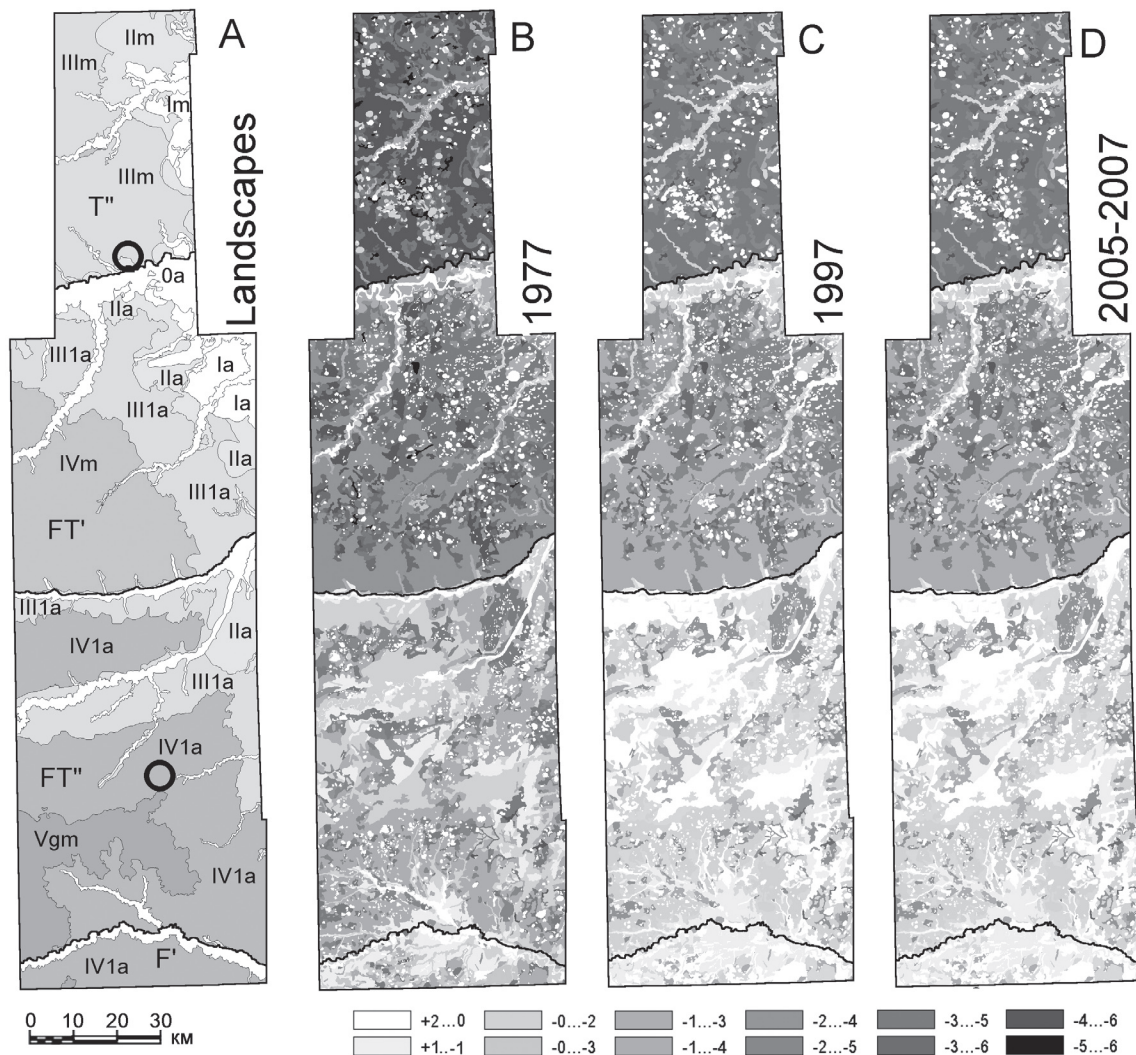 A
B
C
D
Landscapes
1977
1997
2005-2007
IIm
IIIm
Im
IIIm
T"
0a
IIa
III1a
IIa
Ia
III1a
Ia
IVm
IIa
III1a
FT'
III1a
IIa
IV1a
III1a
IV1a
FT"
Vgm
IV1a
F'
IV1a
0 10 20 30
КМ
+2...0 -0...-2 -1...-3 -2...-4 -3...-5 -4...-6
+1...-1 -0...-3 -1...-4 -2...-5 -3...-6 -5...-6